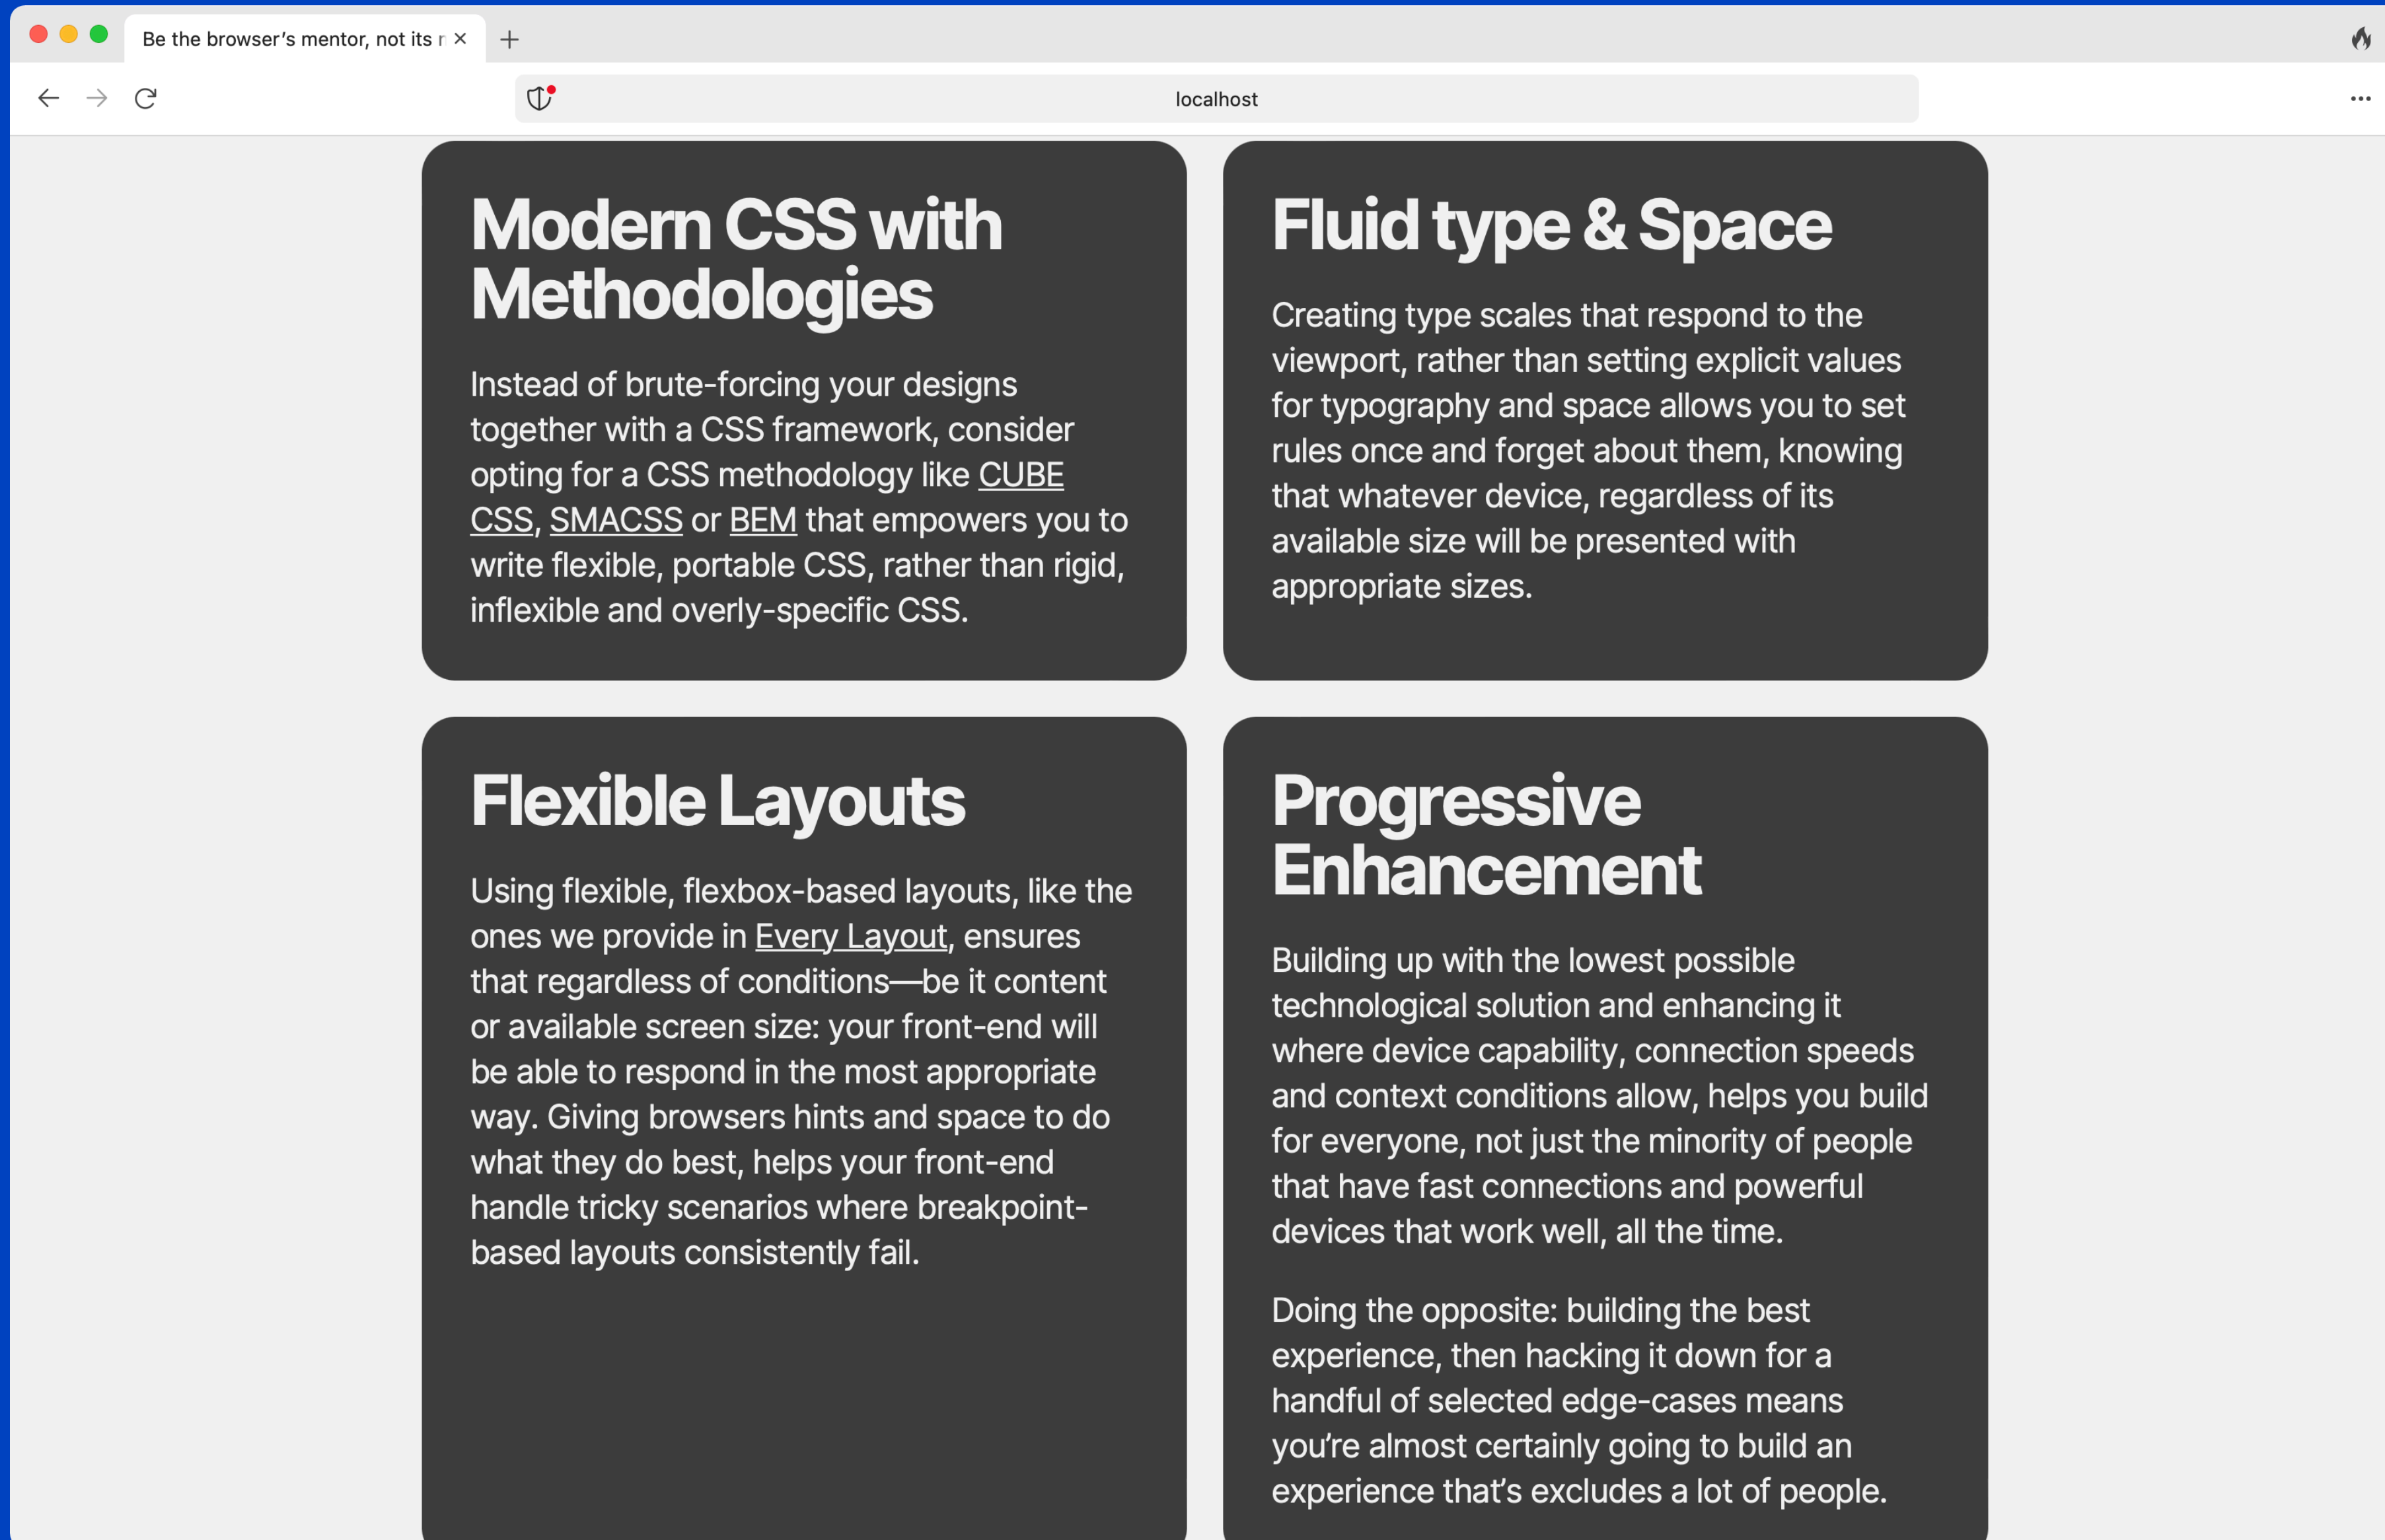 Be the browser’s mentor, not its
localhost
Modern CSS with
Methodologies
Instead of brute-forcing your designs
together with a CSS framework, consider
opting for a CSS methodology like CUBE
CSS, SMACSS or BEM that empowers you to
write flexible, portable CSS, rather than rigid,
inflexible and overly-specific CSS.
Fluid type & Space
Creating type scales that respond to the
viewport, rather than setting explicit values
for typography and space allows you to set
rules once and forget about them, knowing
that whatever device, regardless of its
available size will be presented with
appropriate sizes.
Flexible Layouts
Using flexible, flexbox-based layouts, like the
ones we provide in Every Layout, ensures
that regardless of conditions—be it content
or available screen size: your front-end will
be able to respond in the most appropriate
way. Giving browsers hints and space to do
what they do best, helps your front-end
handle tricky scenarios where breakpoint-
based layouts consistently fail.
Progressive
Enhancement
Building up with the lowest possible
technological solution and enhancing it
where device capability, connection speeds
and context conditions allow, helps you build
for everyone, not just the minority of people
that have fast connections and powerful
devices that work well, all the time.
Doing the opposite: building the best
experience, then hacking it down for a
handful of selected edge-cases means
you’re almost certainly going to build an
experience that’s excludes a lot of people.